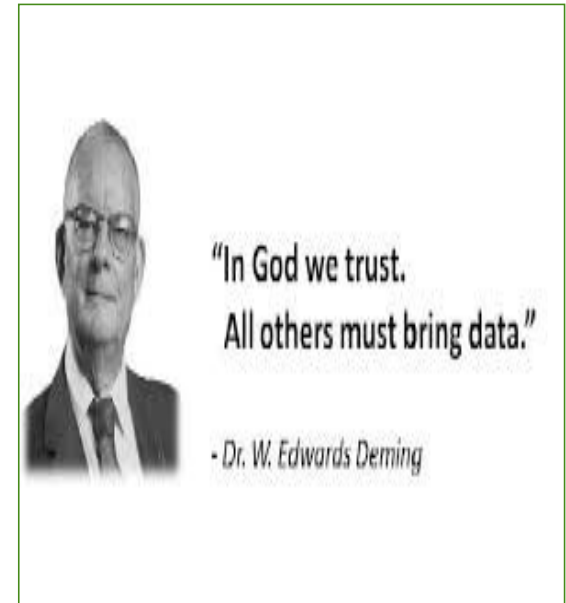 “In God we trust.
All others must bring data.”
- Dr. W. Edwards Deming